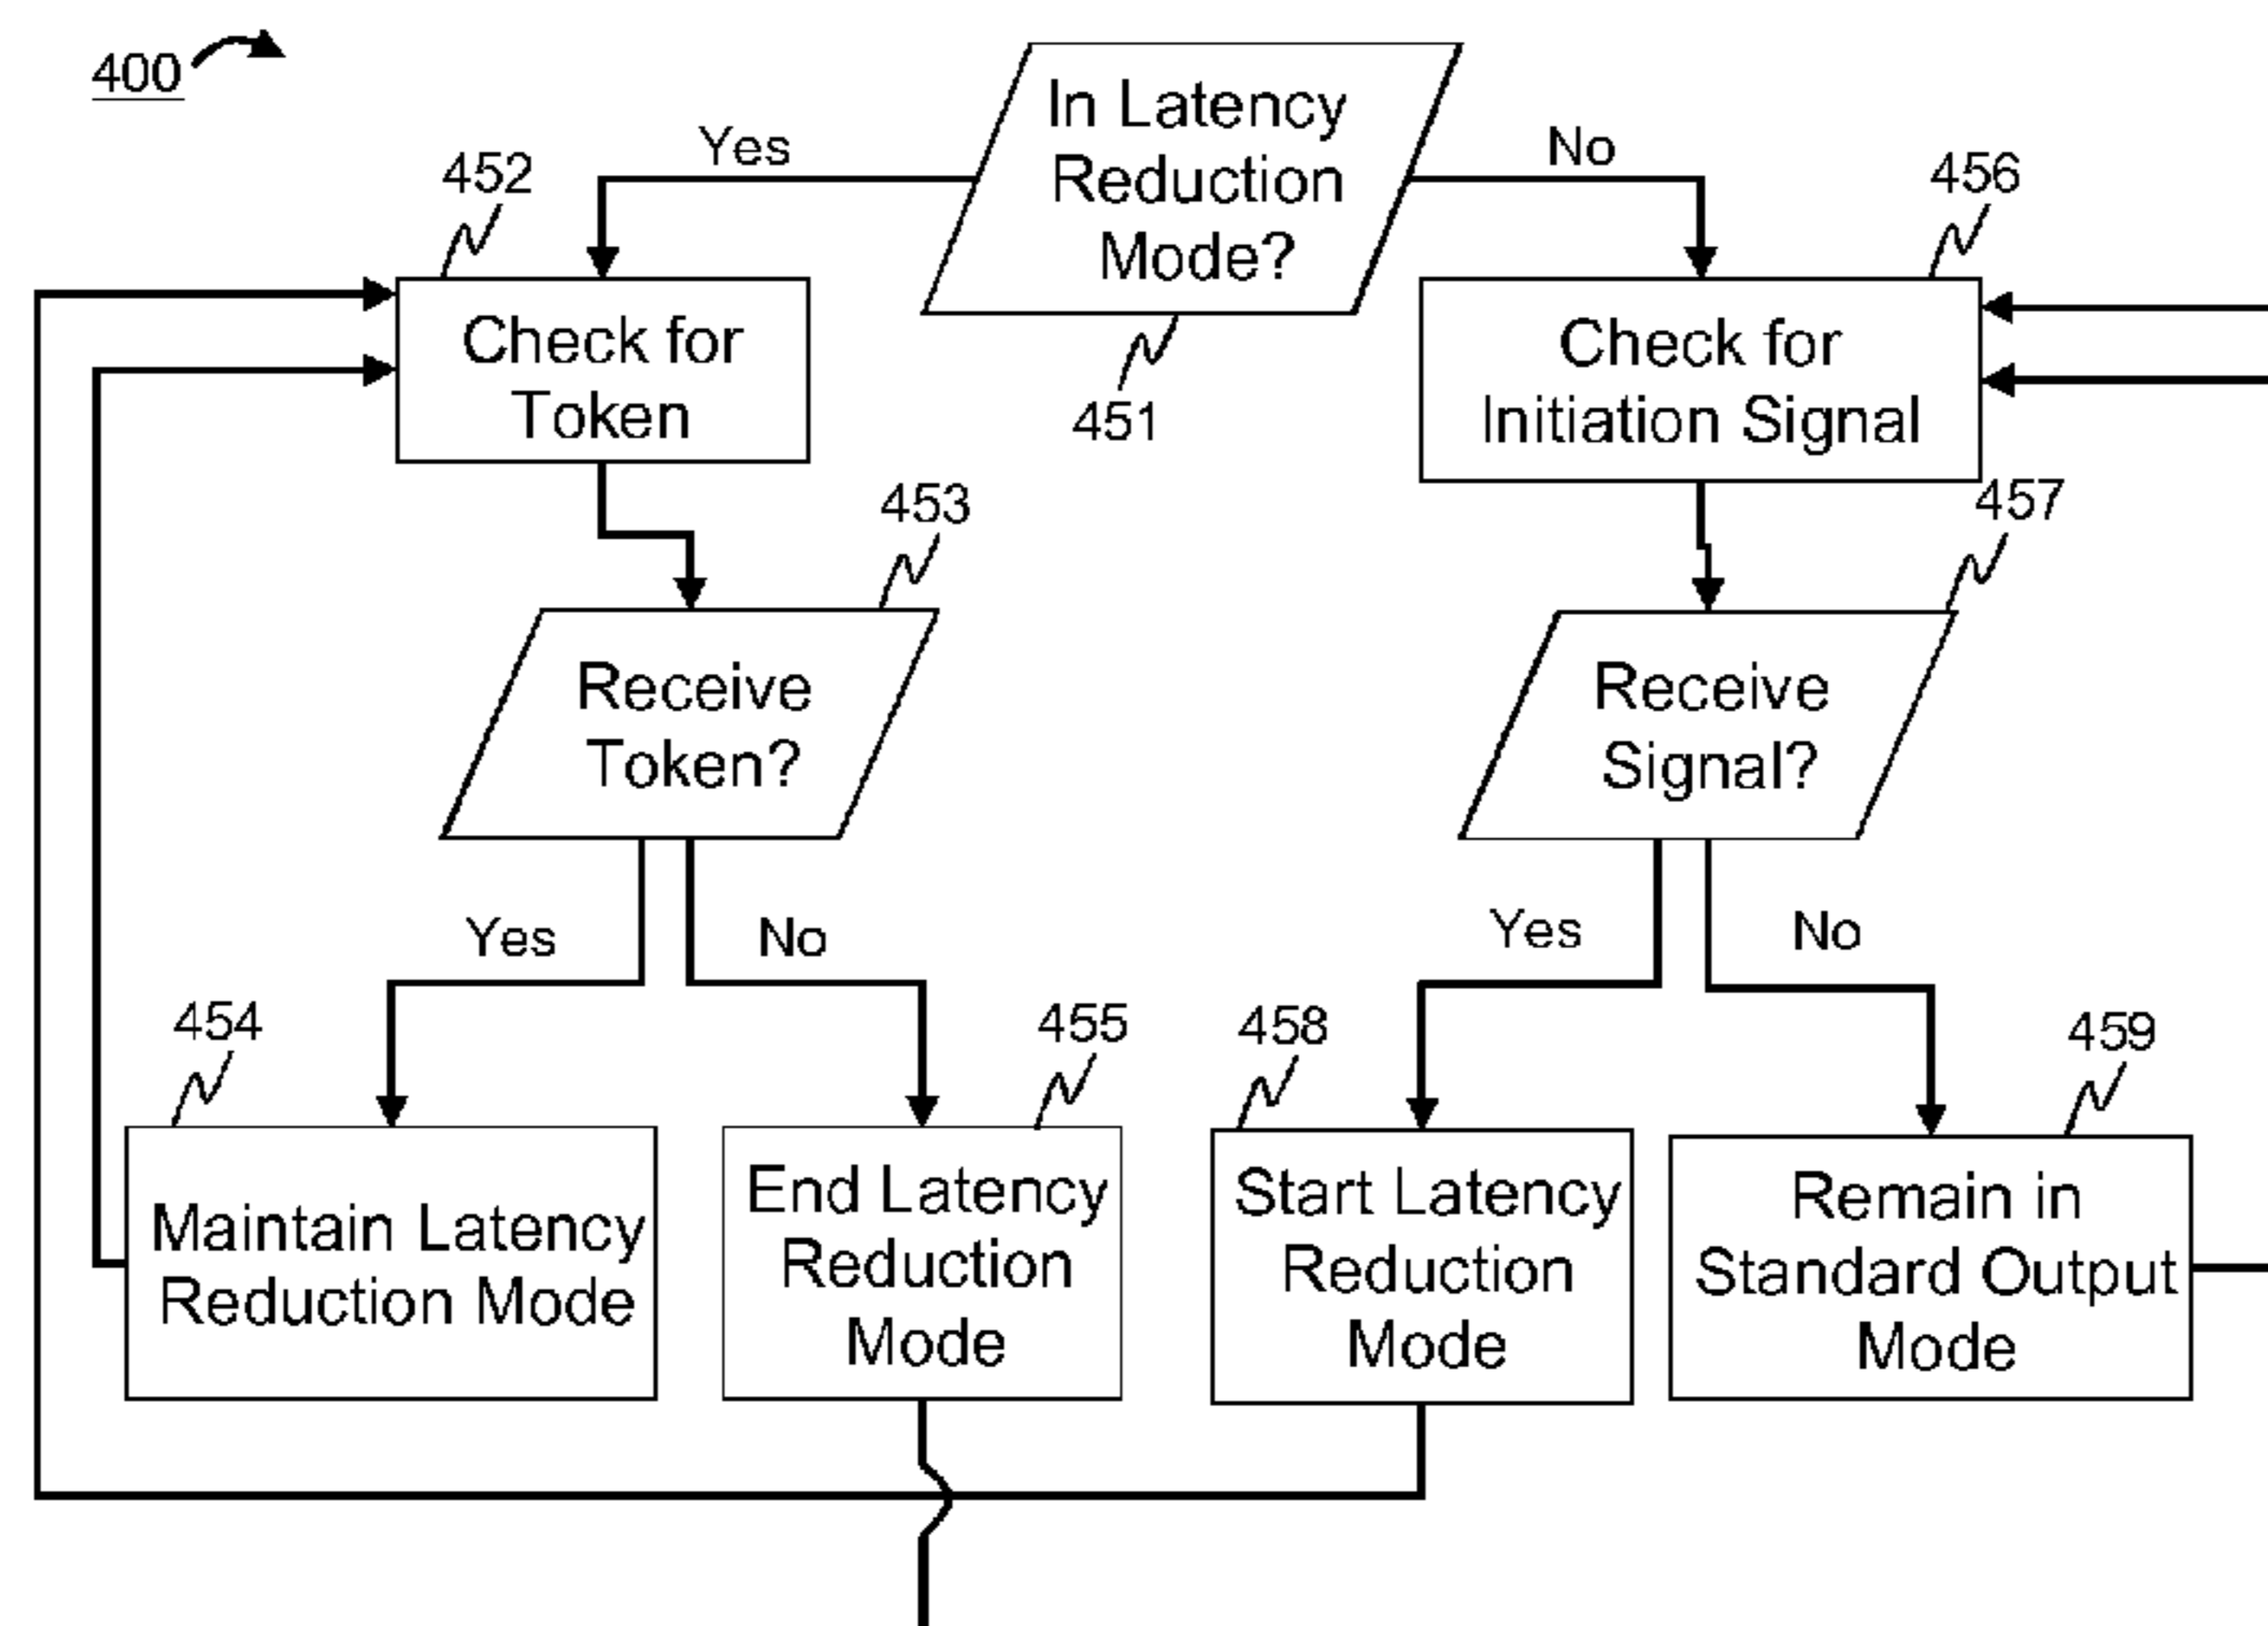 400
In Latency
Reduction
Mode?
451
Yes
No
452
Check for
Token
456
Check for
Initiation Signal
453
Receive
Token?
457
Receive
Signal?
Yes
No
Yes
No
454
Maintain Latency
Reduction Mode
455
End Latency
Reduction
Mode
458
Start Latency
Reduction
Mode
459
Remain in
Standard Output
Mode